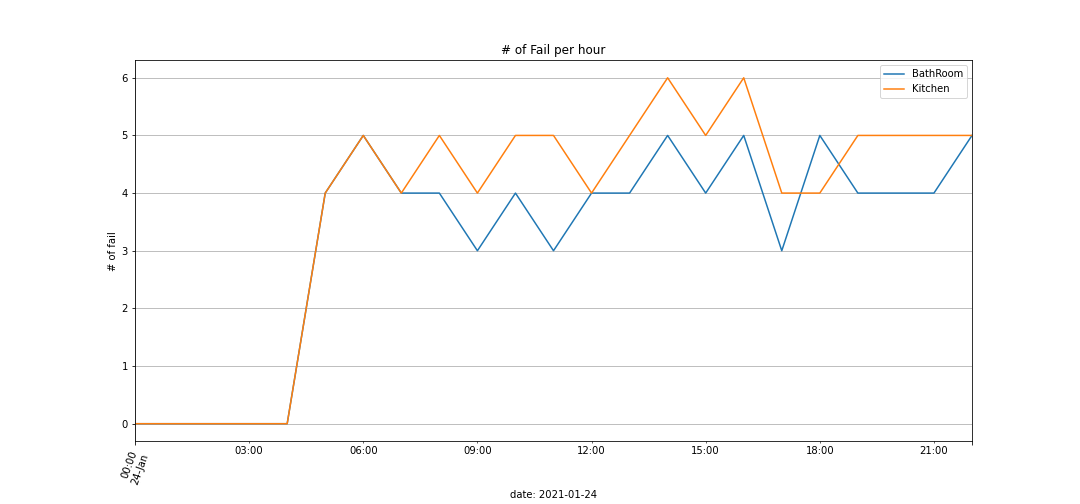 # of Fail per hour
BathRoom
Kitchen
6
5
4
3
2
1
0
# of fail
00:00
24-Jan
03:00
06:00
09:00
12:00
15:00
18:00
21:00
date: 2021-01-24